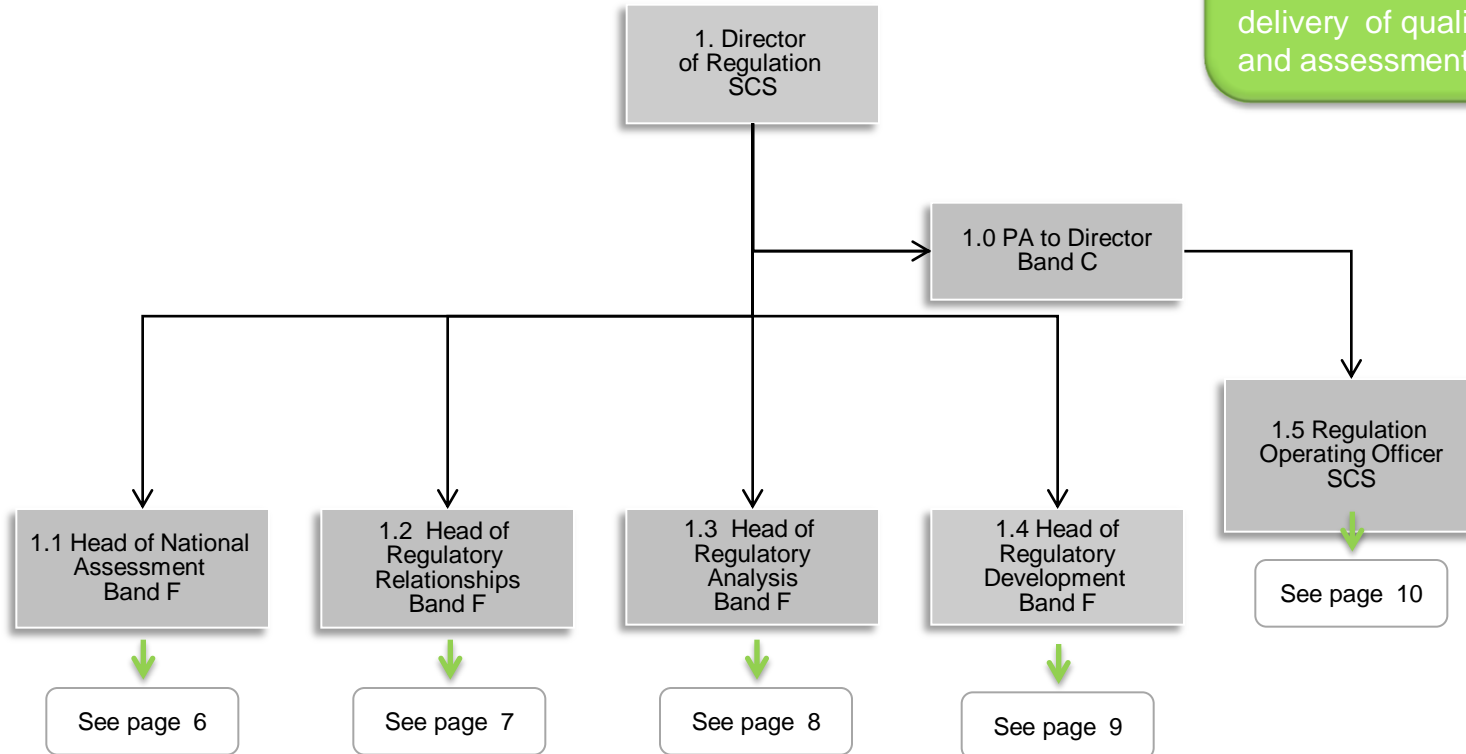 delivery of
and assessment
1. Director
of Regulation
SCS
1.0 PA to Director
Band C
1.5 Regulation
Operating Officer
SCS
1.1 Head of National
Assessment
Band F
1.2 Head of
Regulatory
Relationships
Band F
1.3 Head of
Regulatory
Analysis
Band F
1.4 Head of
Regulatory
Development
Band F
See page 10
See page 6
See page 7
See page 8
See page 9